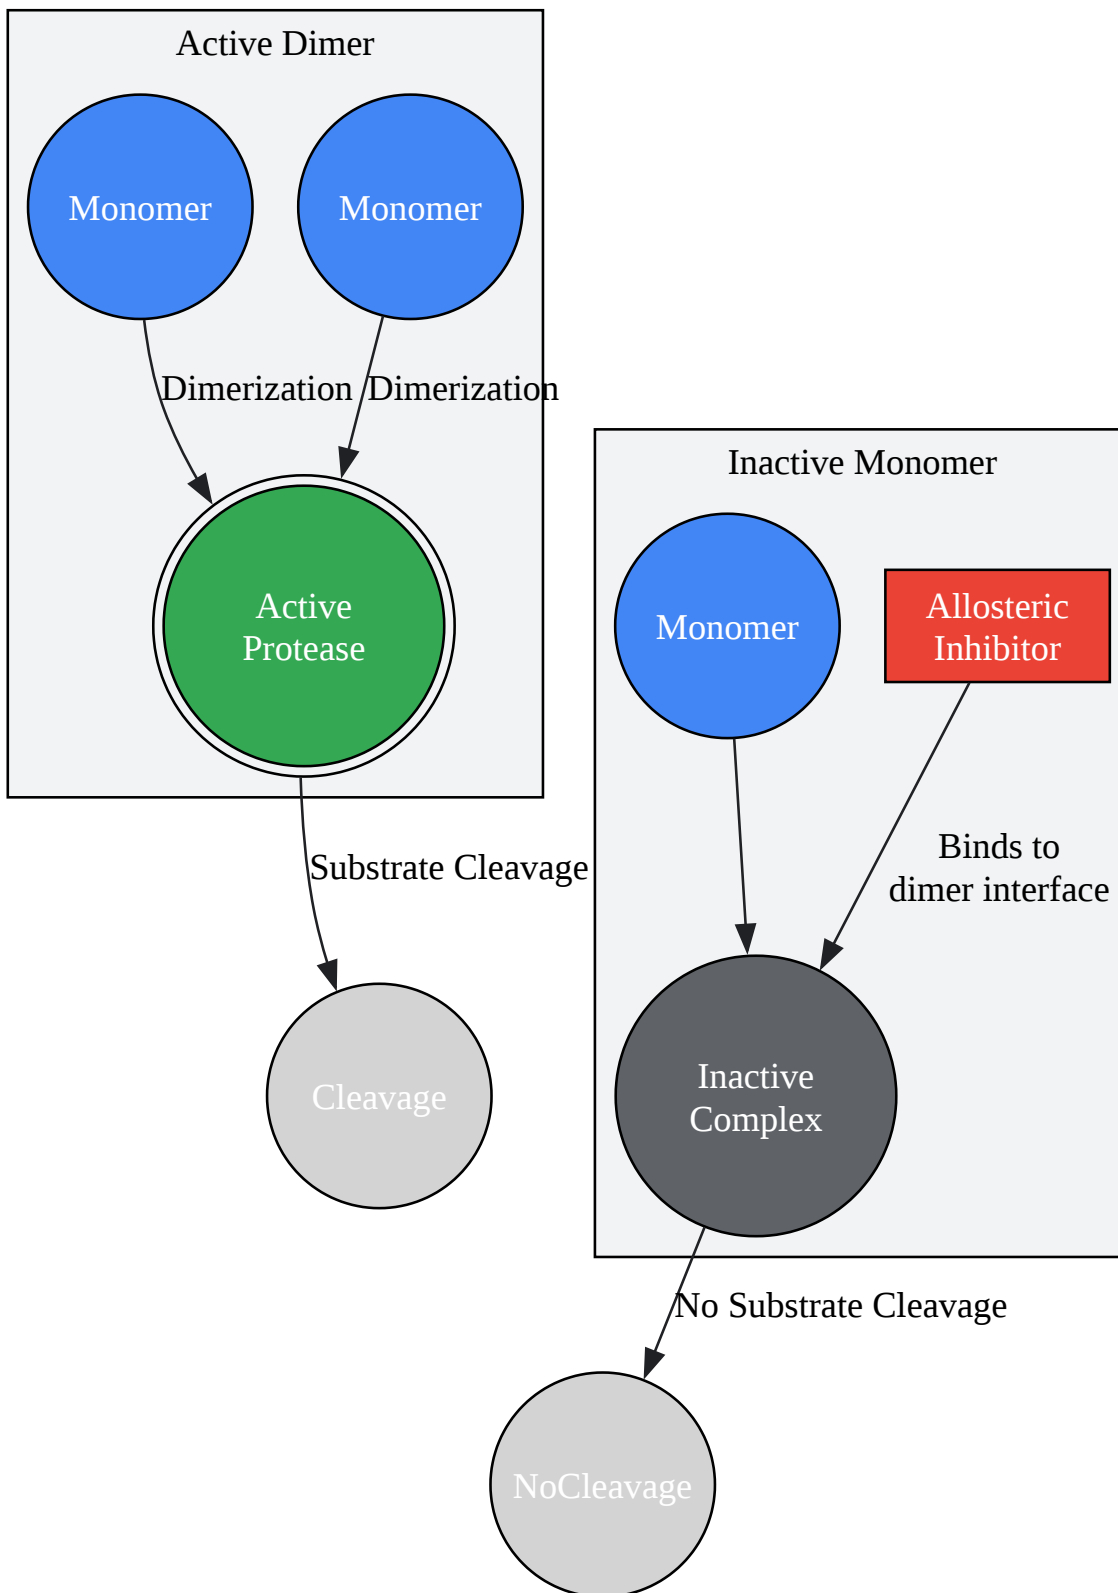 Active Dimer
Monomer
Monomer
Dimerization
Dimerization
Active
Protease
Substrate Cleavage
Cleavage
Inactive Monomer
Monomer
Allosteric
Inhibitor
Binds to
dimer interface
Inactive
Complex
No Substrate Cleavage
NoCleavage